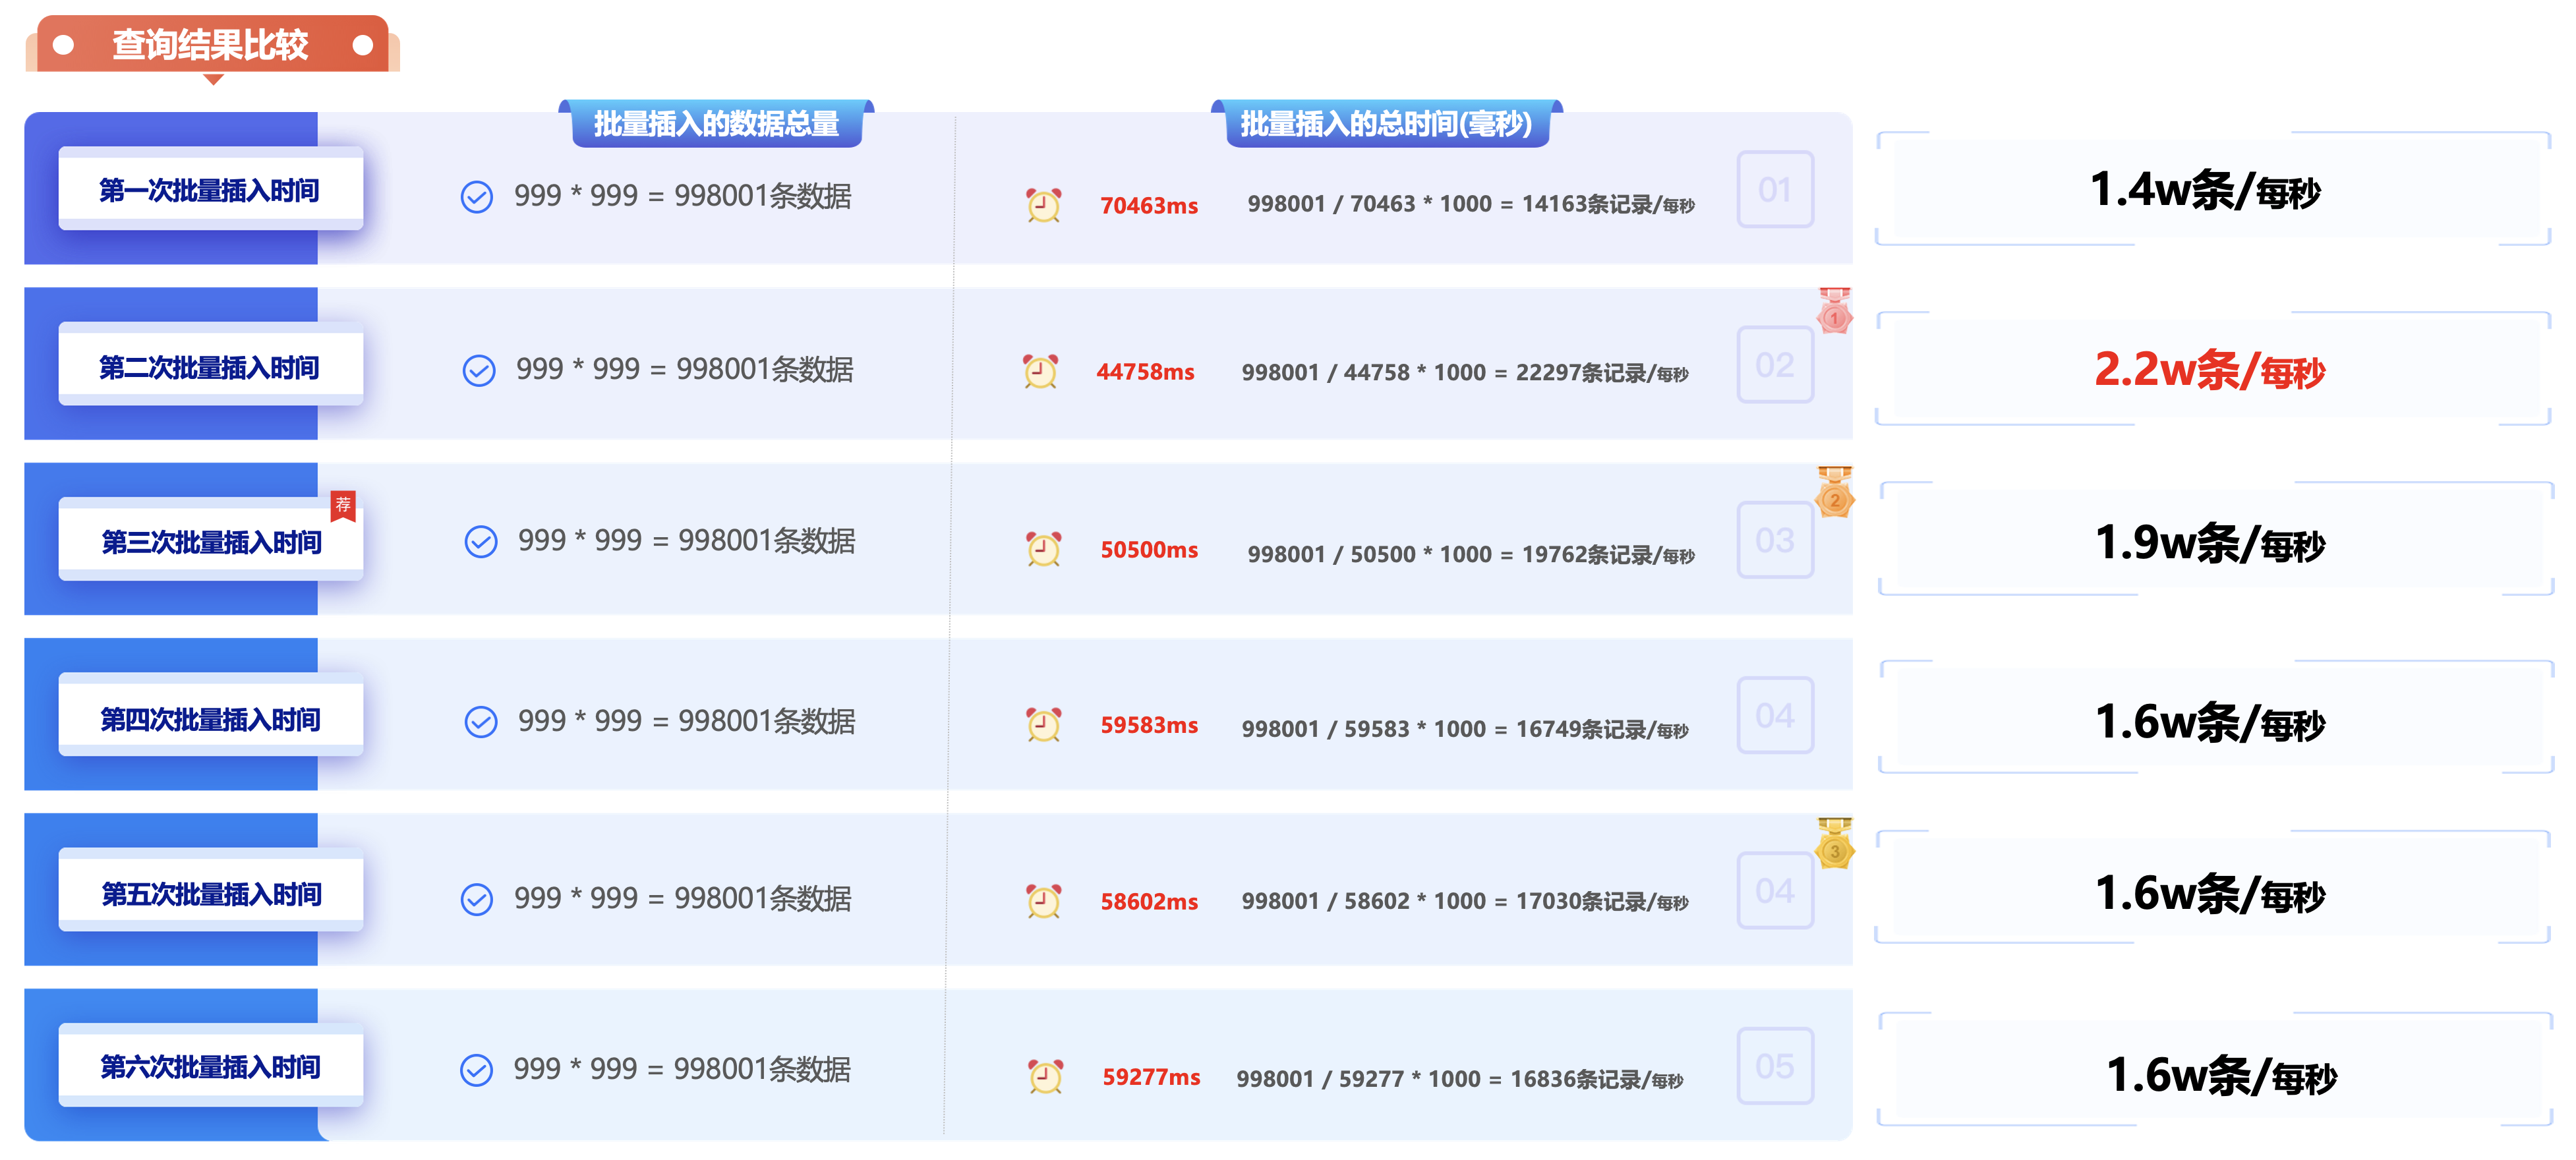 查询结果比较
批量插入的数据总量
批量插入的总时间(毫秒)
第一次批量插入时间
999 * 999 = 998001条数据
70463ms
998001 / 70463 * 1000 = 14163条记录/每秒
01
1.4w条/每秒
第二次批量插入时间
999 * 999 = 998001条数据
44758ms
998001 / 44758 * 1000 = 22297条记录/每秒
02
1
2.2w条/每秒
荐
第三次批量插入时间
999 * 999 = 998001条数据
50500ms
998001 / 50500 * 1000 = 19762条记录/每秒
03
2
1.9w条/每秒
第四次批量插入时间
999 * 999 = 998001条数据
59583ms
998001 / 59583 * 1000 = 16749条记录/每秒
04
1.6w条/每秒
第五次批量插入时间
999 * 999 = 998001条数据
58602ms
998001 / 58602 * 1000 = 17030条记录/每秒
04
3
1.6w条/每秒
第六次批量插入时间
999 * 999 = 998001条数据
59277ms
998001 / 59277 * 1000 = 16836条记录/每秒
05
1.6w条/每秒